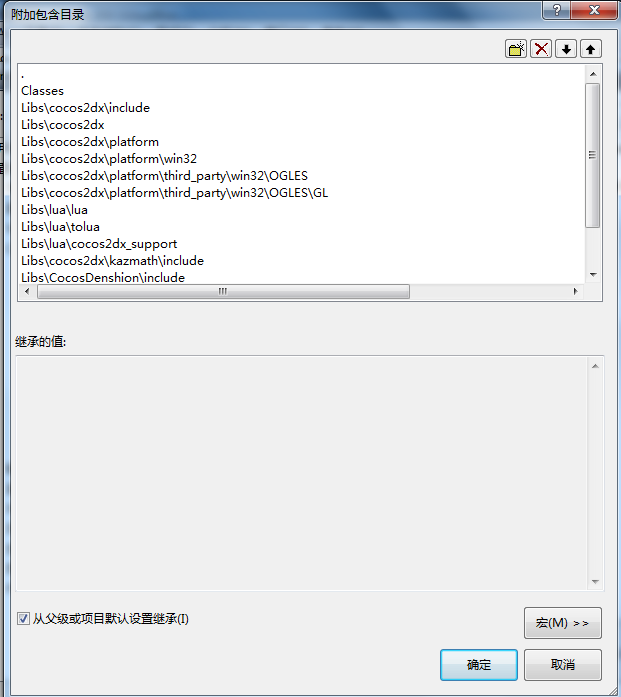 附加包含目录
.
Classes
Libs\cocos2dx\include
Libs\cocos2dx
Libs\cocos2dx\platform
Libs\cocos2dx\platform\win32
Libs\cocos2dx\platform\third_party\win32\OGLES
Libs\cocos2dx\platform\third_party\win32\OGLES\GL
Libs\lua\lua
Libs\lua\tolua
Libs\lua\cocos2dx_support
Libs\cocos2dx\kazmath\include
Libs\CocosDenshion\include
继承的值:
从父级或项目默认设置继承(I)
宏(M) >>
确定
取消